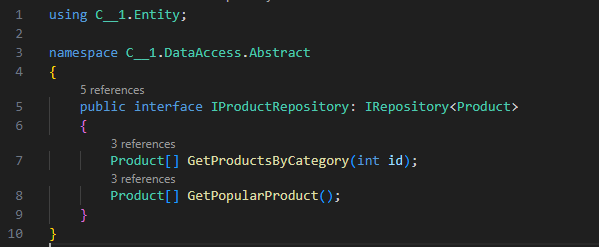 1 using C__1.Entity;
2
3 namespace C__1.DataAccess.Abstract
4 {
5 references
5 public interface IProductRepository: IRepository<Product>
6 {
3 references
7 Product[] GetProductsByCategory(int id);
3 references
8 Product[] GetPopularProduct();
9 }
10 }